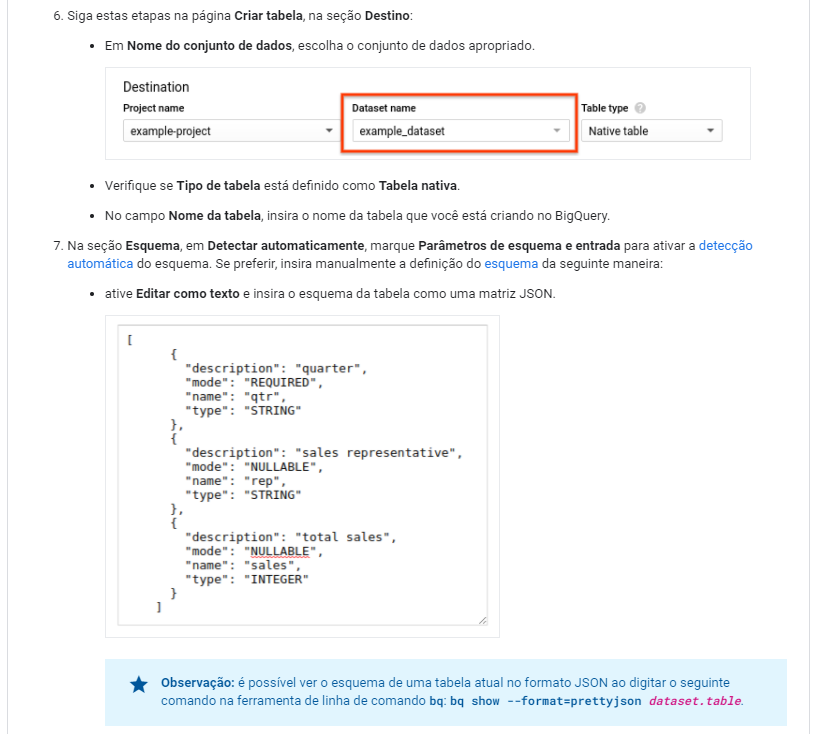 6. Siga estas etapas na página Criar tabela, na seção Destino:
• Em Nome do conjunto de dados, escolha o conjunto de dados apropriado.
Destination
Project name Dataset name Table type ?
example-project example_dataset Native table
• Verifique se Tipo de tabela está definido como Tabela nativa.
• No campo Nome da tabela, insira o nome da tabela que você está criando no BigQuery.
7. Na seção Esquema, em Detectar automaticamente, marque Parâmetros de esquema e entrada para ativar a detecção
automática do esquema. Se preferir, insira manualmente a definição do esquema da seguinte maneira:
• ative Editar como texto e insira o esquema da tabela como uma matriz JSON.
[
{
"description": "quarter",
"mode": "REQUIRED",
"name": "qtr",
"type": "STRING"
},
{
"description": "sales representative",
"mode": "NULLABLE",
"name": "rep",
"type": "STRING"
},
{
"description": "total sales",
"mode": "NULLABLE",
"name": "sales",
"type": "INTEGER"
}
]
Observação: é possível ver o esquema de uma tabela atual no formato JSON ao digitar o seguinte
comando na ferramenta de linha de comando bq: bq show --format=prettyjson dataset.table.